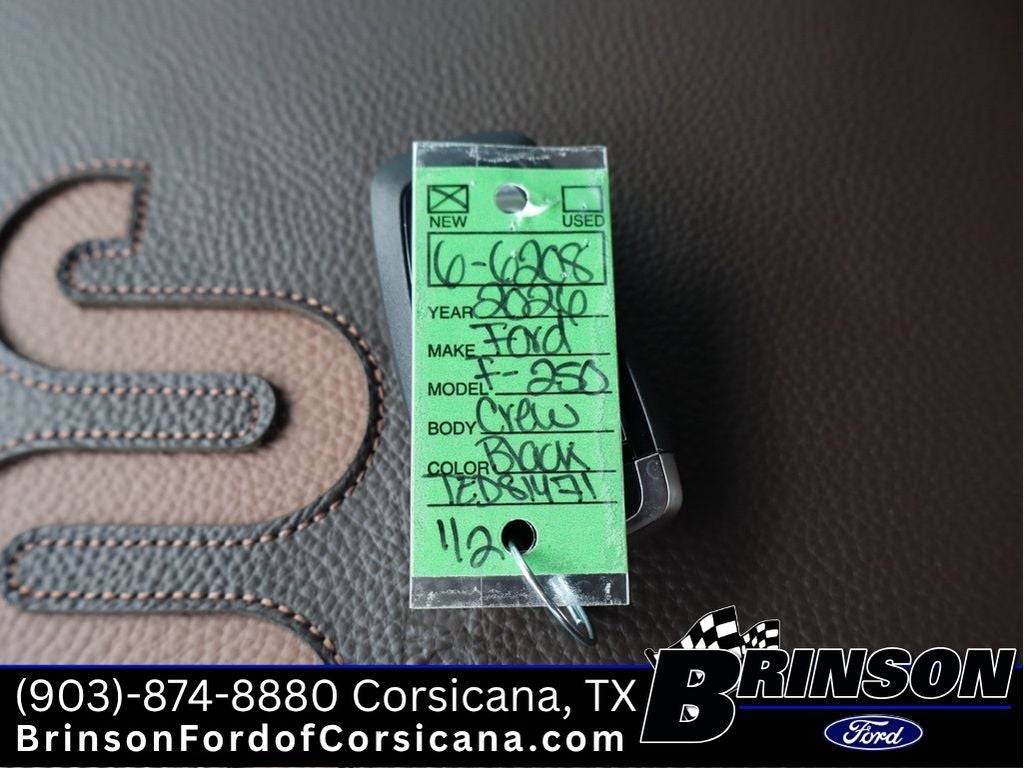 NEW USED
6-6208
YEAR 2026
MAKE Ford
MODEL F-250
BODY Crew
COLOR Black
TED81471
1/2
(903)-874-8880 Corsicana, TX
BrinsonFordofCorsicana.com
BRINSON
Ford